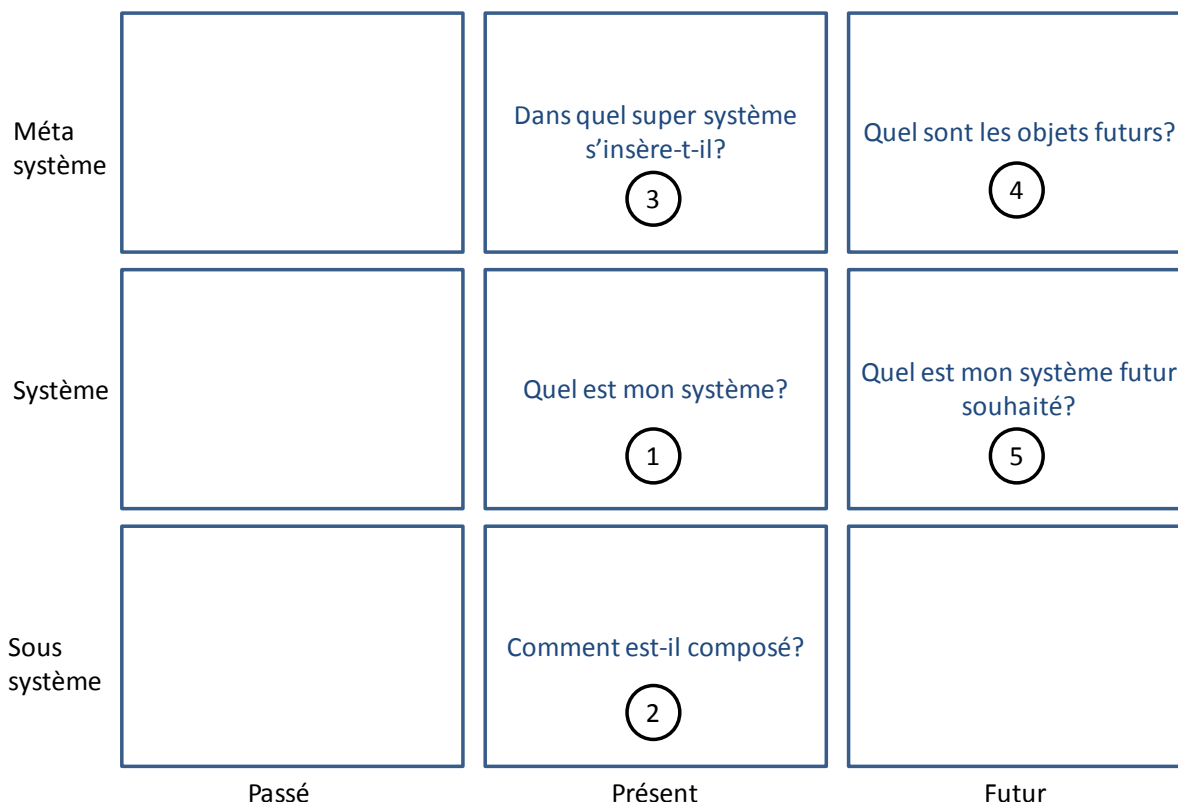 Méta
système
Dans quel super système
s'insère-t-il?
3
Quel sont les objets futurs?
4
Système
Quel est mon système?
1
Quel est mon système futur
souhaité?
5
Sous
système
Comment est-il composé?
2
Passé
Présent
Futur